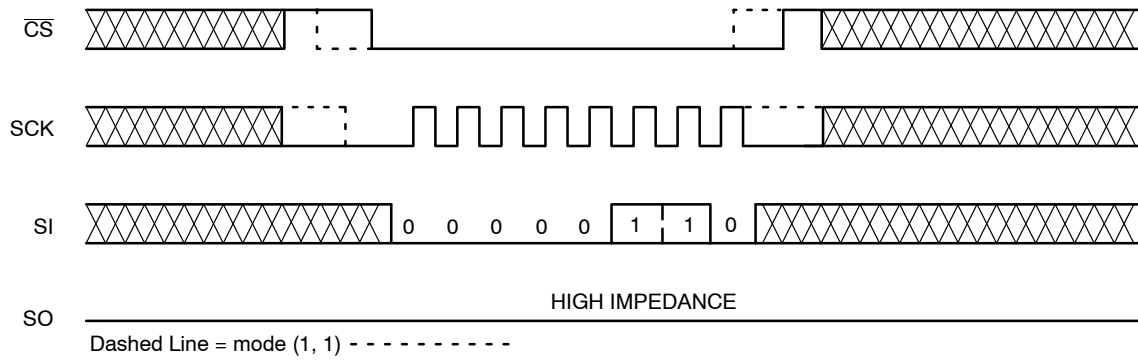 CS
SCK
SI
0 0 0 0 0 1 1 0
HIGH IMPEDANCE
SO
Dashed Line = mode (1, 1)